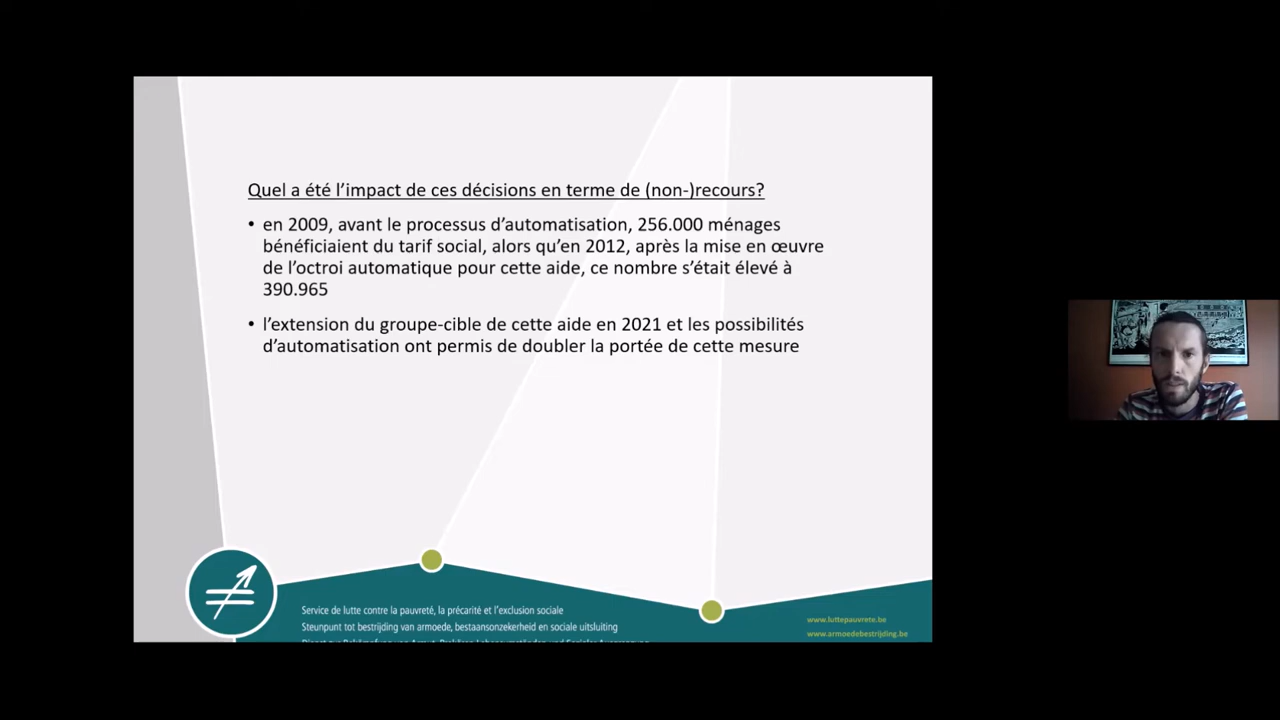 Quel a été l’impact de ces décisions en terme de (non-)recours?
• en 2009, avant le processus d’automatisation, 256.000 ménages
bénéficiaient du tarif social, alors qu’en 2012, après la mise en œuvre
de l’octroi automatique pour cette aide, ce nombre s’était élevé à
390.965
• l’extension du groupe-cible de cette aide en 2021 et les possibilités
d’automatisation ont permis de doubler la portée de cette mesure
Service de lutte contre la pauvreté, la précarité et l’exclusion sociale
Steunpunt tot bestrijding van armoede, bestaansonzekerheid en sociale uitsluiting
www.luttepauvrete.be
www.armoedebestrijding.be